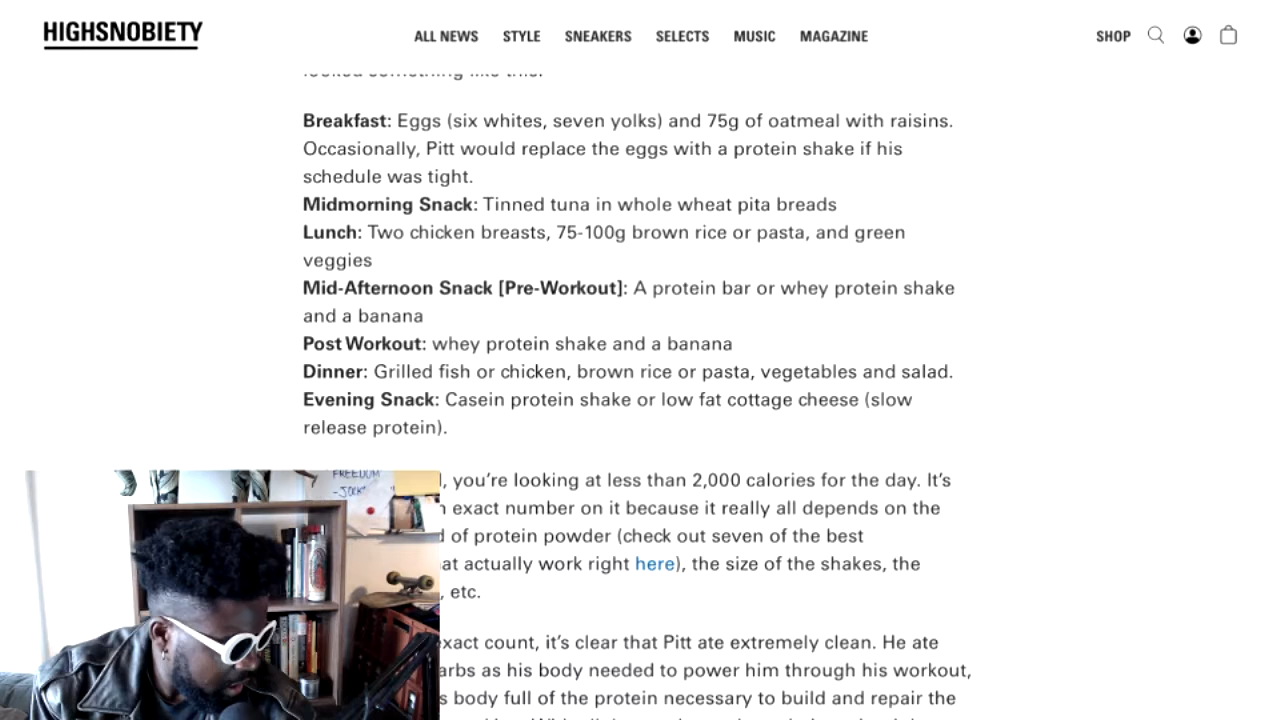 HIGHSNOBIETY
ALL NEWS STYLE SNEAKERS SELECTS MUSIC MAGAZINE SHOP
looked something like this:
Breakfast: Eggs (six whites, seven yolks) and 75g of oatmeal with raisins.
Occasionally, Pitt would replace the eggs with a protein shake if his
schedule was tight.
Midmorning Snack: Tinned tuna in whole wheat pita breads
Lunch: Two chicken breasts, 75-100g brown rice or pasta, and green
veggies
Mid-Afternoon Snack [Pre-Workout]: A protein bar or whey protein shake
and a banana
Post Workout: whey protein shake and a banana
Dinner: Grilled fish or chicken, brown rice or pasta, vegetables and salad.
Evening Snack: Casein protein shake or low fat cottage cheese (slow
release protein).
, you're looking at less than 2,000 calories for the day. It's
exact number on it because it really all depends on the
of protein powder (check out seven of the best
at actually work right here), the size of the shakes, the
, etc.
exact count, it's clear that Pitt ate extremely clean. He ate
arbs as his body needed to power him through his workout,
s body full of the protein necessary to build and repair the
FREEDOM